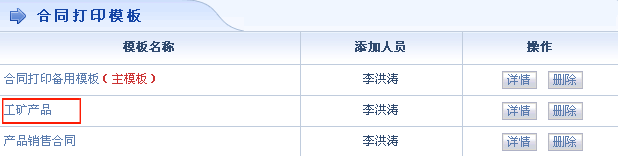 合同打印模板
模板名称 添加人员 操作
合同打印备用模板(主模板) 李洪涛 详情 删除
工矿产品 李洪涛 详情 删除
产品销售合同 李洪涛 详情 删除